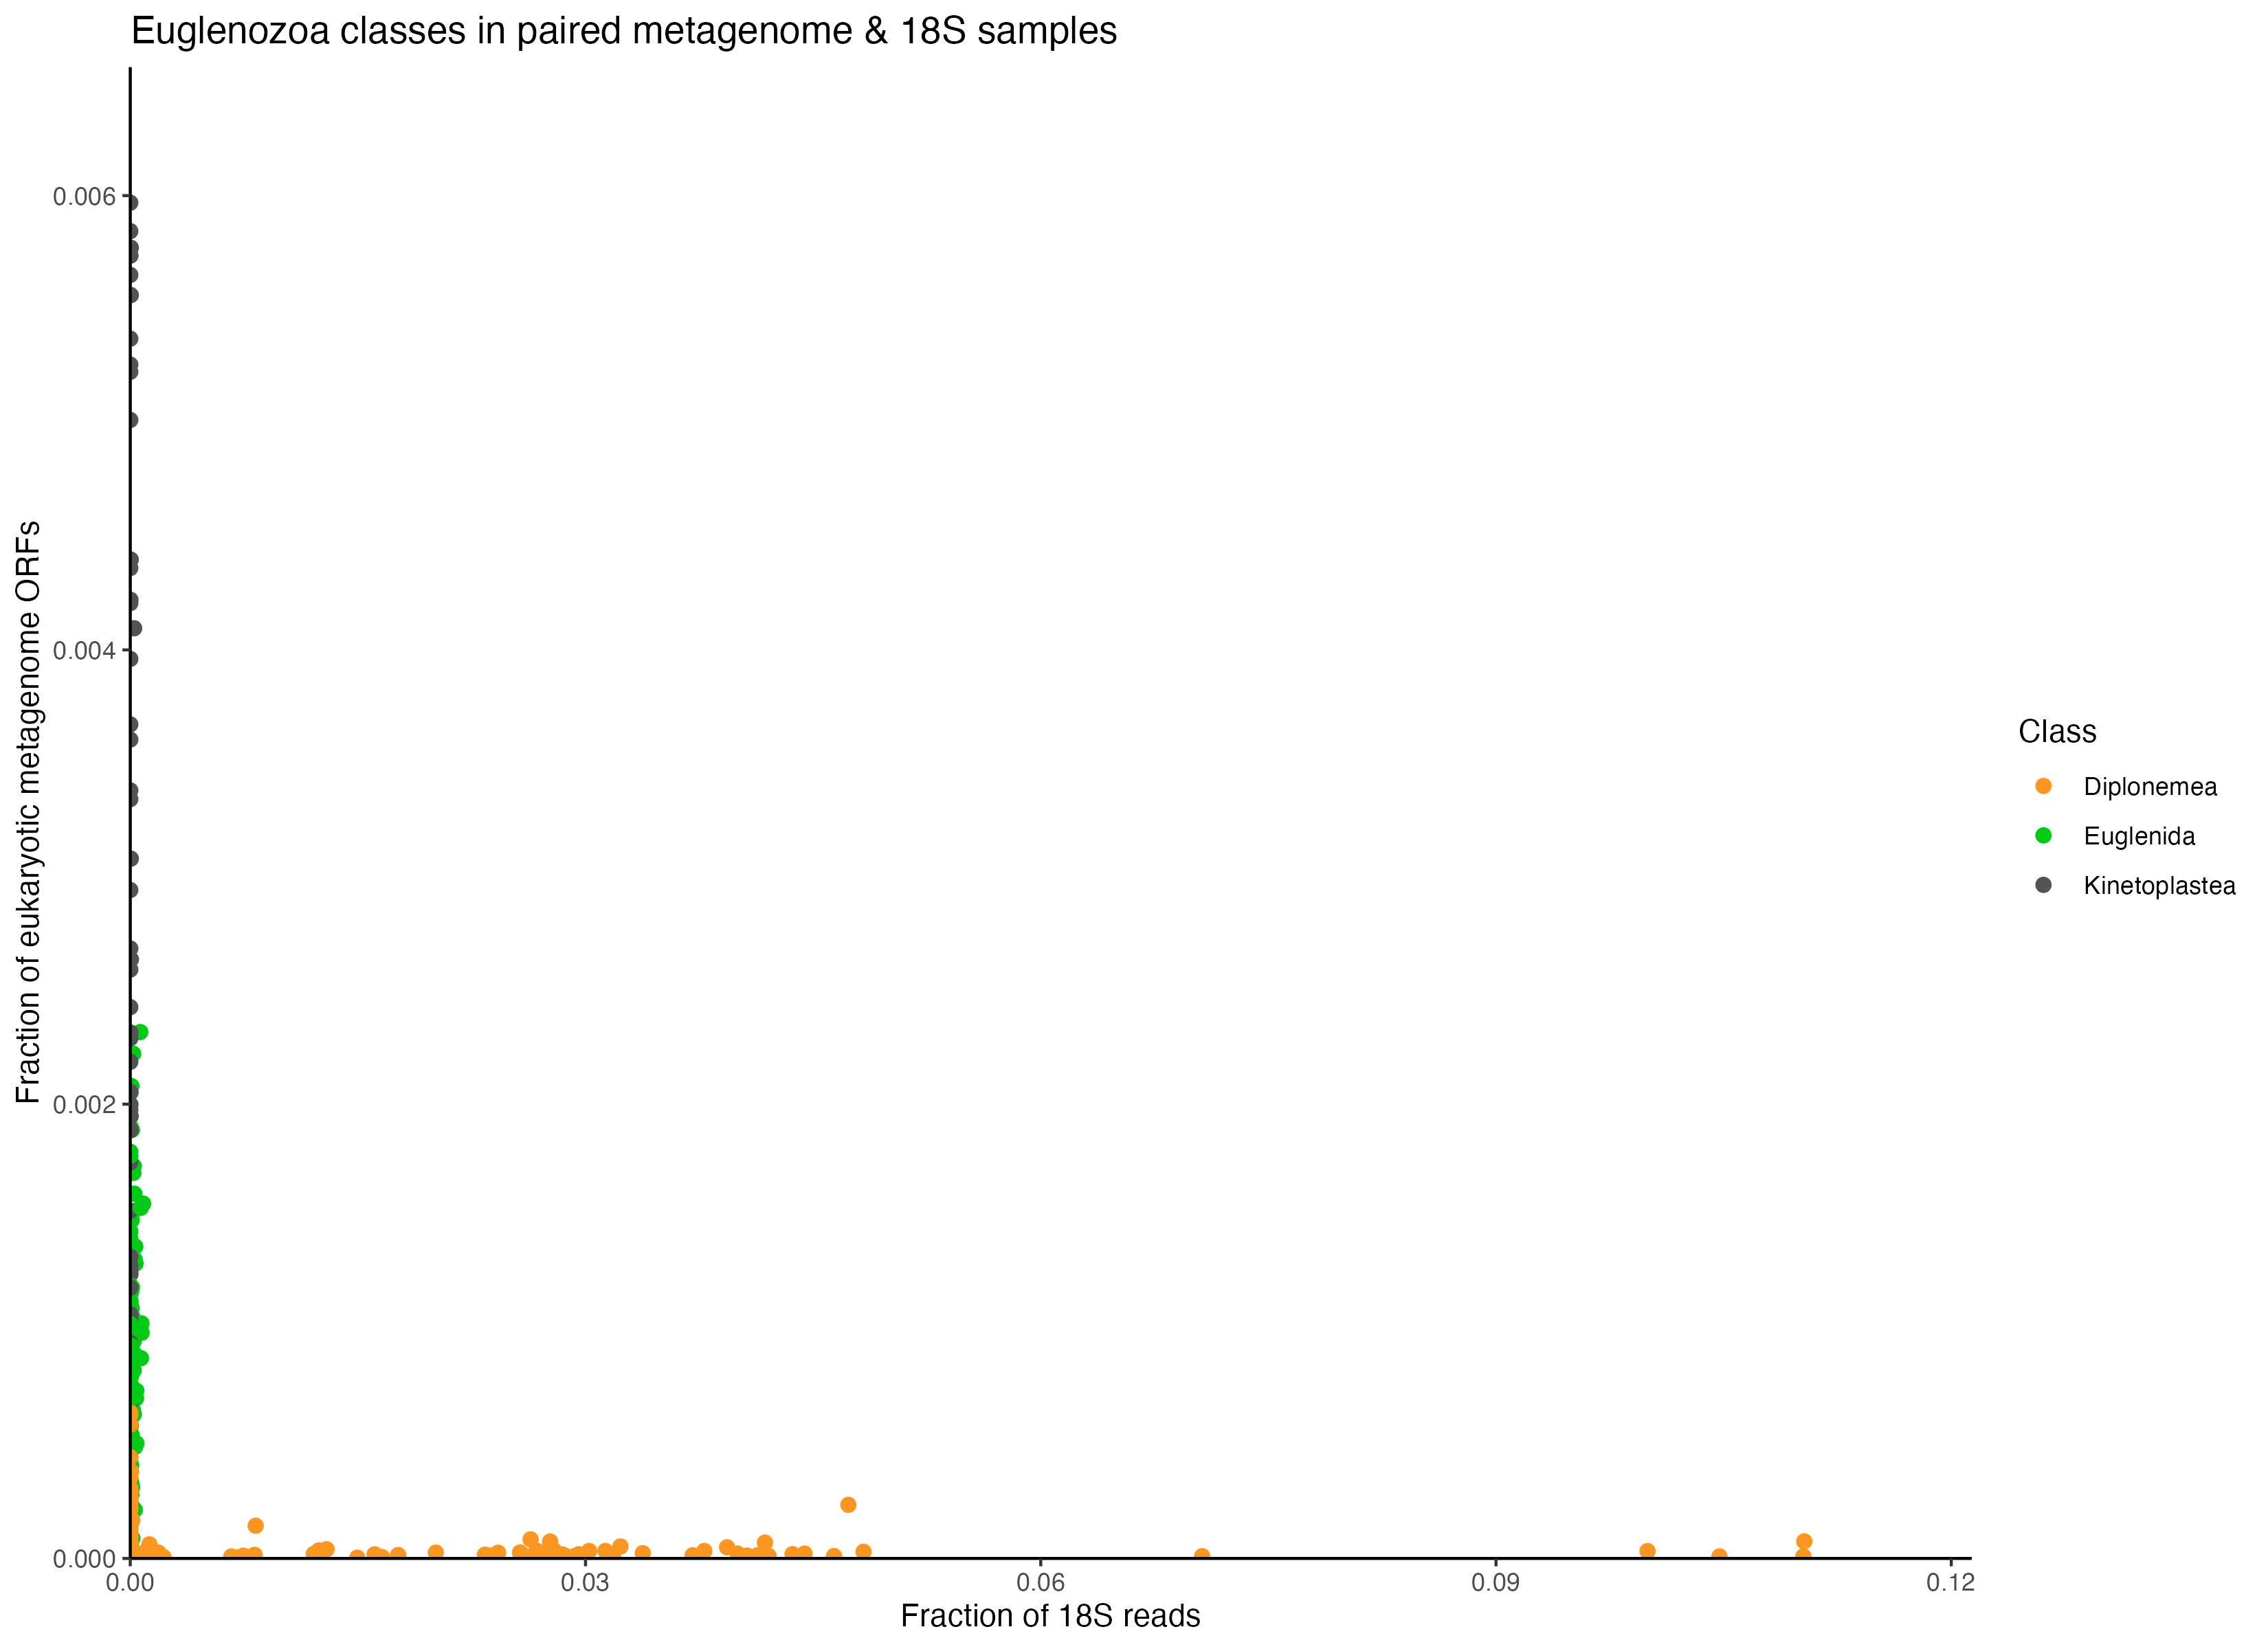 Euglenozoa classes in paired metagenome & 18S samples
Fraction of eukaryotic metagenome ORFs
0.006
0.004
0.002
0.000
0.00 0.03 0.06 0.09 0.12
Fraction of 18S reads
Class
Diplonemea
Euglenida
Kinetoplastea